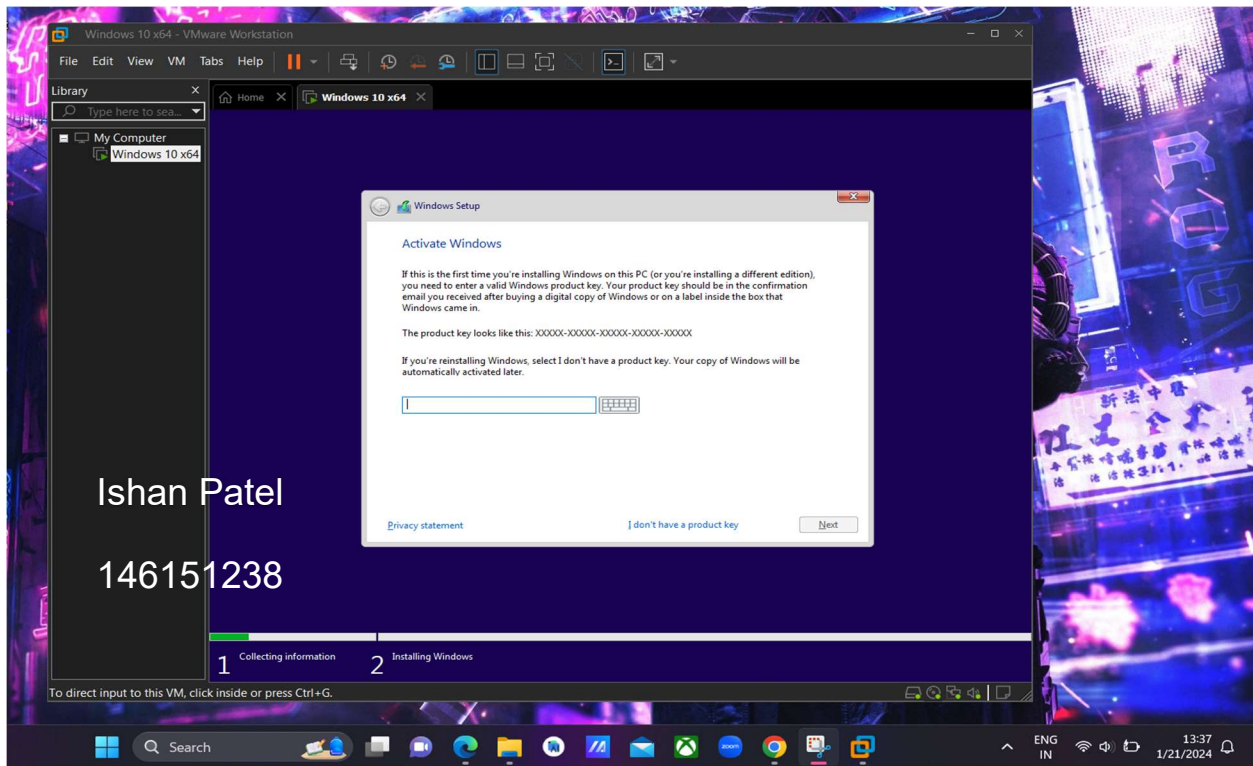 Windows 10 x64 - VMware Workstation
File Edit View VM Tabs Help
Library
Type here to sea...
My Computer
Windows 10 x64
Home
Windows 10 x64
Windows Setup
Activate Windows
If this is the first time you're installing Windows on this PC (or you're installing a different edition),
you need to enter a valid Windows product key. Your product key should be in the confirmation
email you received after buying a digital copy of Windows or on a label inside the box that
Windows came in.
The product key looks like this: XXXXX-XXXXX-XXXXX-XXXXX-XXXXX
If you're reinstalling Windows, select I don't have a product key. Your copy of Windows will be
automatically activated later.
Privacy statement
I don't have a product key
Next
Ishan Patel
146151238
1 Collecting information
2 Installing Windows
To direct input to this VM, click inside or press Ctrl+G.
ROG
新法中醫
Search
zoom
ENG
IN
13:37
1/21/2024